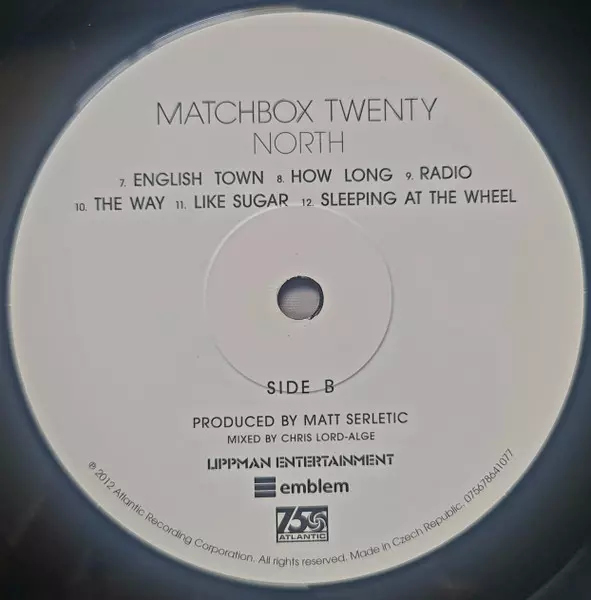 MATCHBOX TWENTY
NORTH
7. ENGLISH TOWN 8. HOW LONG 9. RADIO
10. THE WAY 11. LIKE SUGAR 12. SLEEPING AT THE WHEEL
SIDE B
PRODUCED BY MATT SERLETIC
MIXED BY CHRIS LORD-ALGE
LIPPMAN ENTERTAINMENT
emblem
75
ATLANTIC
℗ 2012 Atlantic Recording Corporation. All rights reserved. Made in Czech Republic. 075678641077